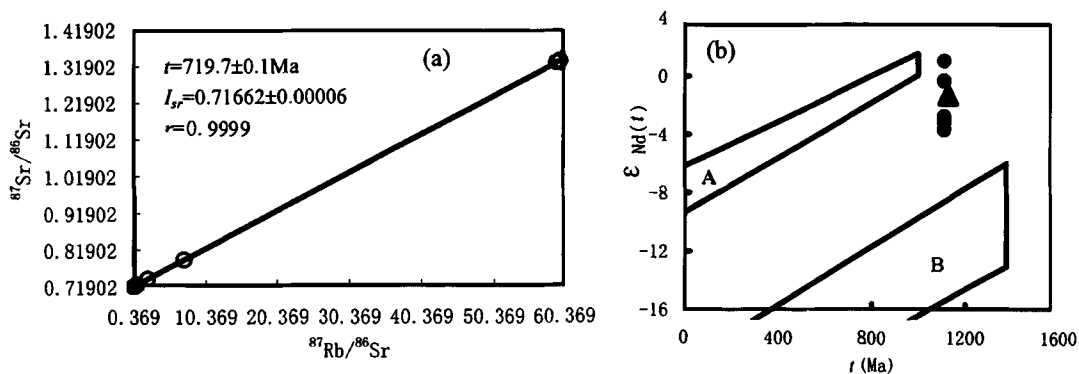 1.41902
1.31902
1.21902
1.11902
1.01902
0.91902
0.81902
0.71902
⁸⁷Sr/⁸⁶Sr
t=719.7±0.1Ma
I_sr=0.71662±0.00006
r=0.9999
(a)
0.369 10.369 20.369 30.369 40.369 50.369 60.369
⁸⁷Rb/⁸⁶Sr
4
0
-4
-8
-12
-16
ε Nd(t)
(b)
A
B
0 800 1200 1600
t (Ma)